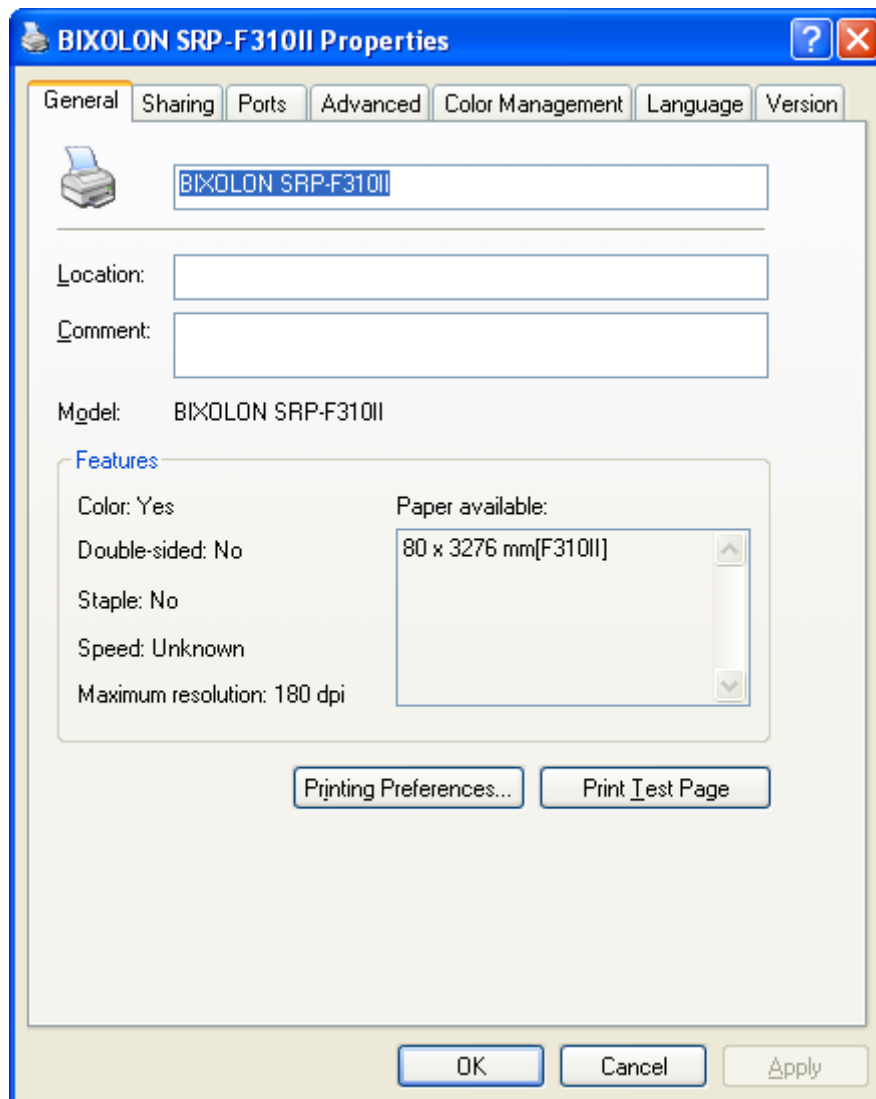 BIXOLON SRP-F310II Properties
General Sharing Ports Advanced Color Management Language Version
BIXOLON SRP-F310II
Location:
Comment:
Model: BIXOLON SRP-F310II
Features
Color: Yes
Paper available:
Double-sided: No
80 x 3276 mm[F310II]
Staple: No
Speed: Unknown
Maximum resolution: 180 dpi
Printing Preferences... Print Test Page
OK Cancel Apply